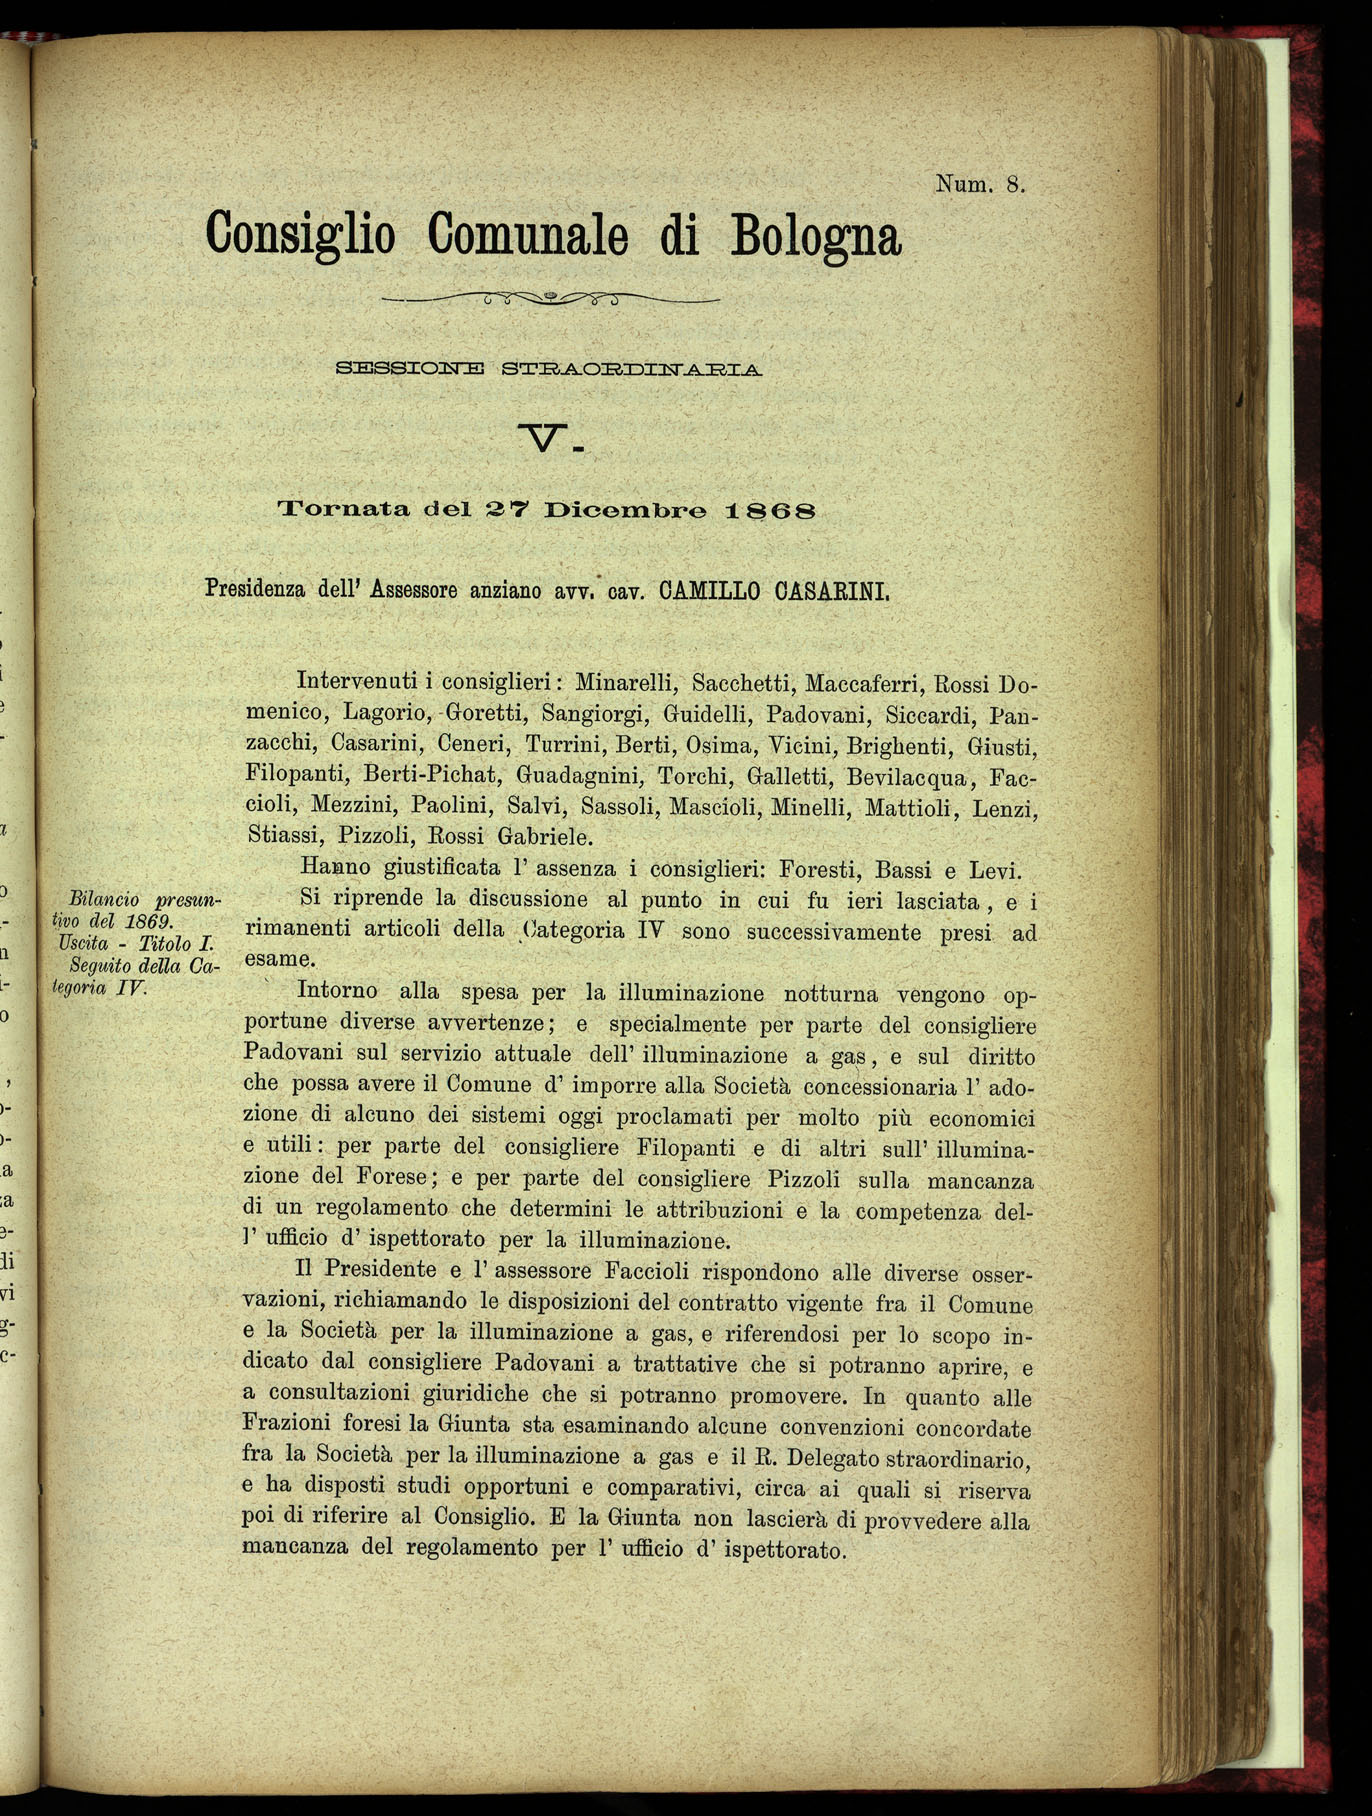 Num. 8.
Consiglio Comunale di Bologna
SESSIONE STRAORDINARIA
V.
Tornata del 27 Dicembre 1868
Presidenza dell' Assessore anziano avv. cav. CAMILLO CASARINI.
Intervenuti i consiglieri: Minarelli, Sacchetti, Maccaferri, Rossi Do-
menico, Lagorio, Goretti, Sangiorgi, Guidelli, Padovani, Siccardi, Pan-
zacchi, Casarini, Ceneri, Turrini, Berti, Osima, Vicini, Brighenti, Giusti,
Filopanti, Berti-Pichat, Guadagnini, Torchi, Galletti, Bevilacqua, Fac-
cioli, Mezzini, Paolini, Salvi, Sassoli, Mascioli, Minelli, Mattioli, Lenzi,
Stiassi, Pizzoli, Rossi Gabriele.
Hanno giustificata l' assenza i consiglieri: Foresti, Bassi e Levi.
Bilancio presun-
tivo del 1869.
Uscita - Titolo I.
Seguito della Ca-
tegoria IV.
Si riprende la discussione al punto in cui fu ieri lasciata, e i
rimanenti articoli della Categoria IV sono successivamente presi ad
esame.
Intorno alla spesa per la illuminazione notturna vengono op-
portune diverse avvertenze; e specialmente per parte del consigliere
Padovani sul servizio attuale dell' illuminazione a gas, e sul diritto
che possa avere il Comune d' imporre alla Società concessionaria l' ado-
zione di alcuno dei sistemi oggi proclamati per molto più economici
e utili: per parte del consigliere Filopanti e di altri sull' illumina-
zione del Forese; e per parte del consigliere Pizzoli sulla mancanza
di un regolamento che determini le attribuzioni e la competenza del-
l' ufficio d' ispettorato per la illuminazione.
Il Presidente e l' assessore Faccioli rispondono alle diverse osser-
vazioni, richiamando le disposizioni del contratto vigente fra il Comune
e la Società per la illuminazione a gas, e riferendosi per lo scopo in-
dicato dal consigliere Padovani a trattative che si potranno aprire, e
a consultazioni giuridiche che si potranno promovere. In quanto alle
Frazioni foresi la Giunta sta esaminando alcune convenzioni concordate
fra la Società per la illuminazione a gas e il R. Delegato straordinario,
e ha disposti studi opportuni e comparativi, circa ai quali si riserva
poi di riferire al Consiglio. E la Giunta non lascierà di provvedere alla
mancanza del regolamento per l' ufficio d' ispettorato.